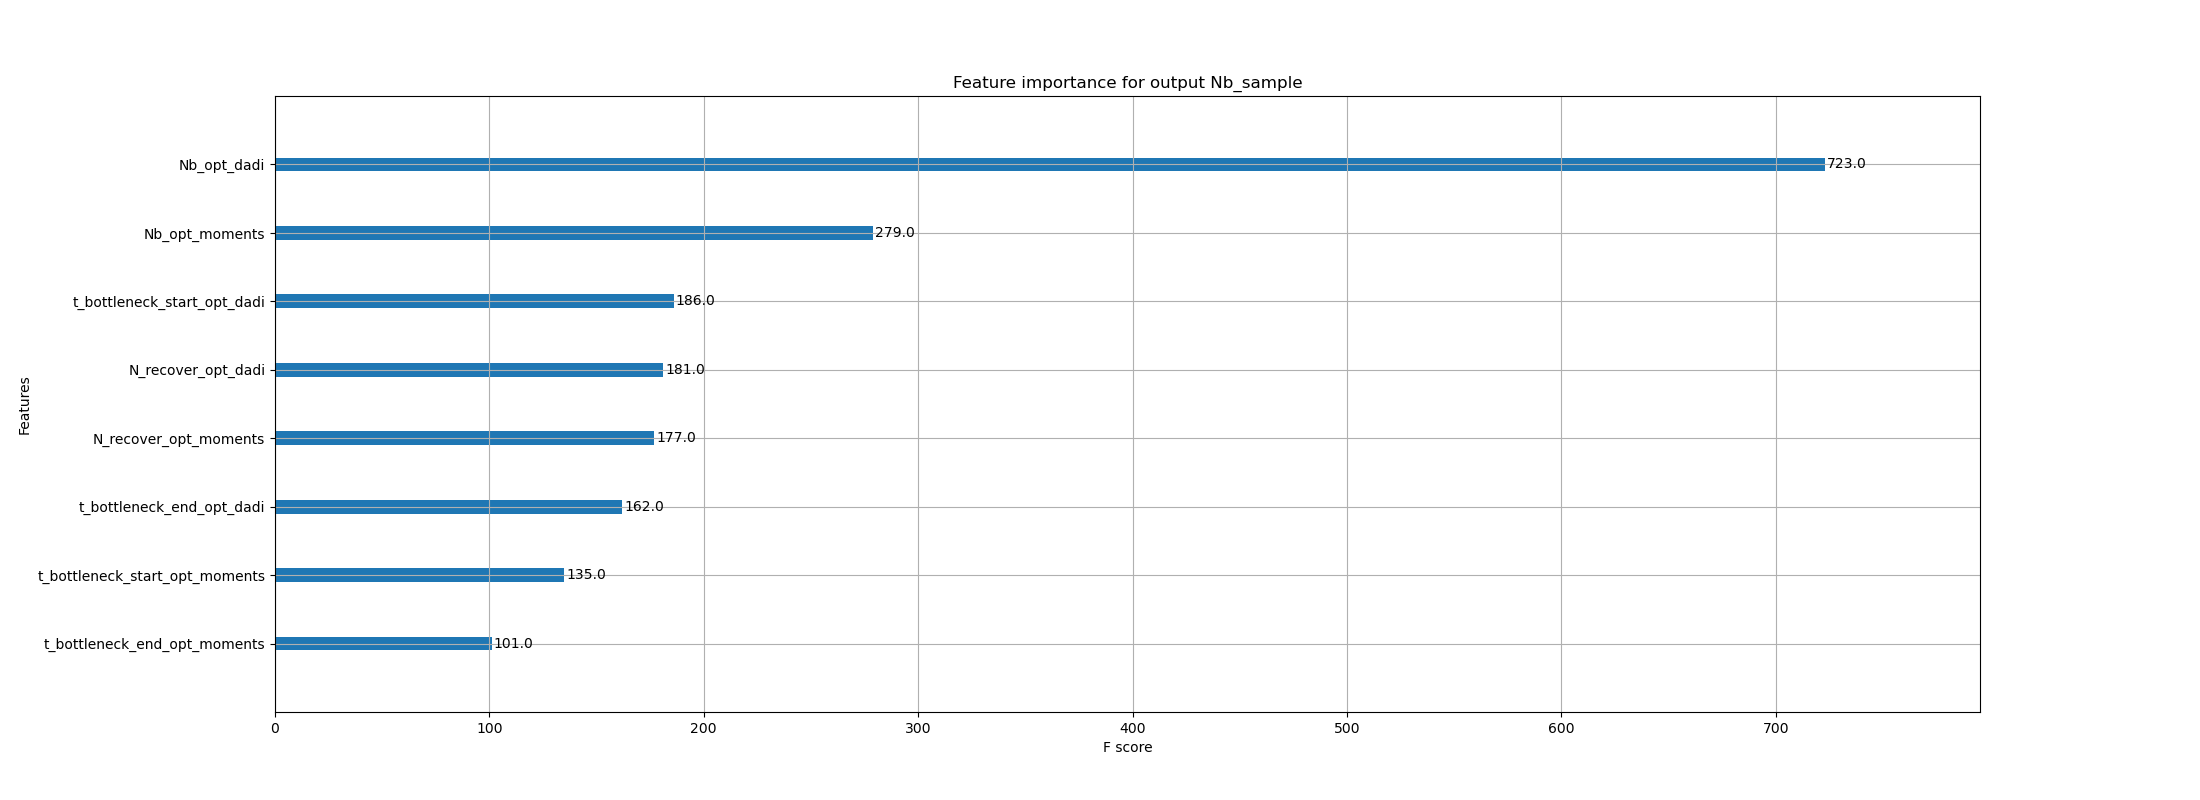 Feature importance for output Nb_sample
Features
Nb_opt_dadi 723.0
Nb_opt_moments 279.0
t_bottleneck_start_opt_dadi 186.0
N_recover_opt_dadi 181.0
N_recover_opt_moments 177.0
t_bottleneck_end_opt_dadi 162.0
t_bottleneck_start_opt_moments 135.0
t_bottleneck_end_opt_moments 101.0
0 100 200 300 400 500 600 700
F score